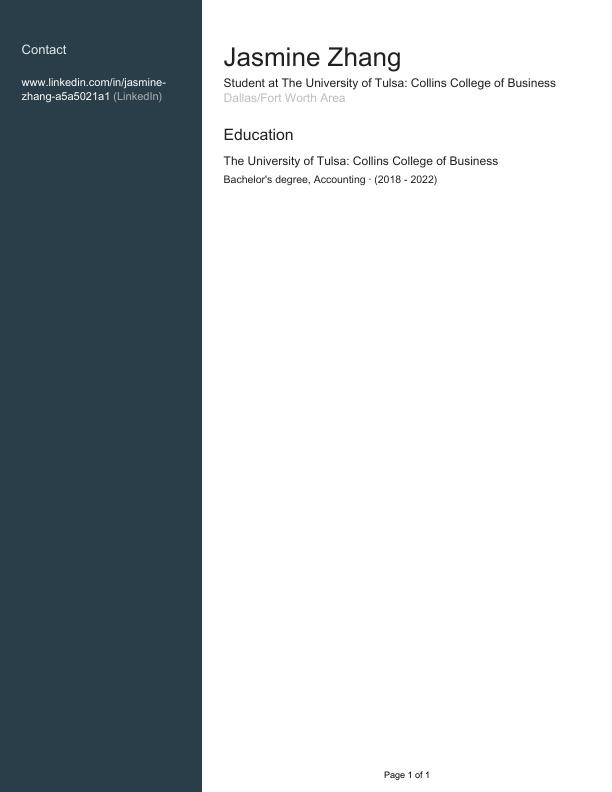 Contact
www.linkedin.com/in/jasmine-
zhang-a5a5021a1 (LinkedIn)
Jasmine Zhang
Student at The University of Tulsa: Collins College of Business
Dallas/Fort Worth Area
Education
The University of Tulsa: Collins College of Business
Bachelor's degree, Accounting · (2018 - 2022)
Page 1 of 1